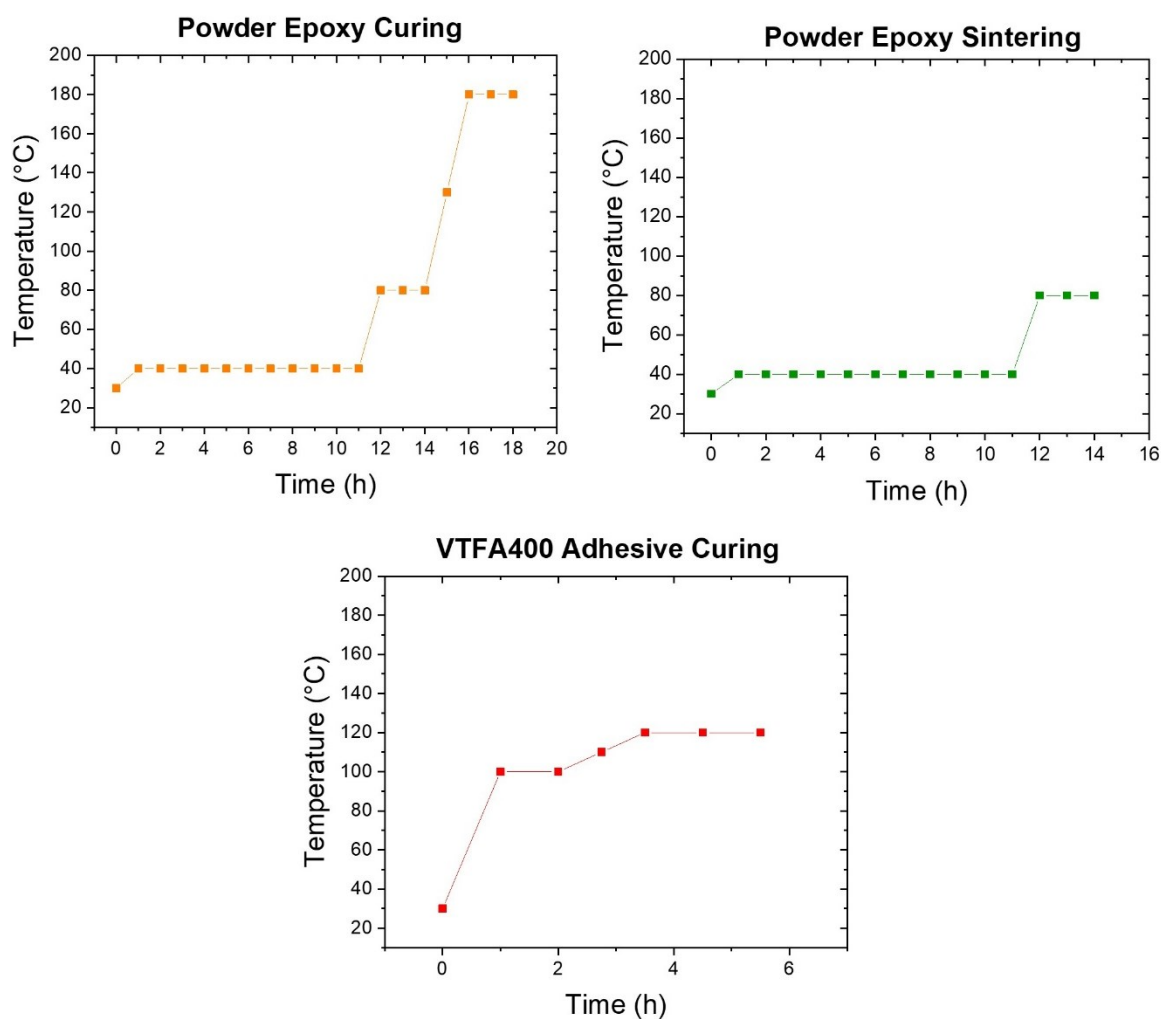 Powder Epoxy Curing
200
180
160
140
120
100
80
60
40
20
Temperature (°C)
0 2 4 6 8 10 12 14 16 18 20
Time (h)
Powder Epoxy Sintering
200
180
160
140
120
100
80
60
40
20
Temperature (°C)
0 2 4 6 8 10 12 14 16
Time (h)
VTFA400 Adhesive Curing
200
180
160
140
120
100
80
60
40
20
Temperature (°C)
0 2 4 6
Time (h)